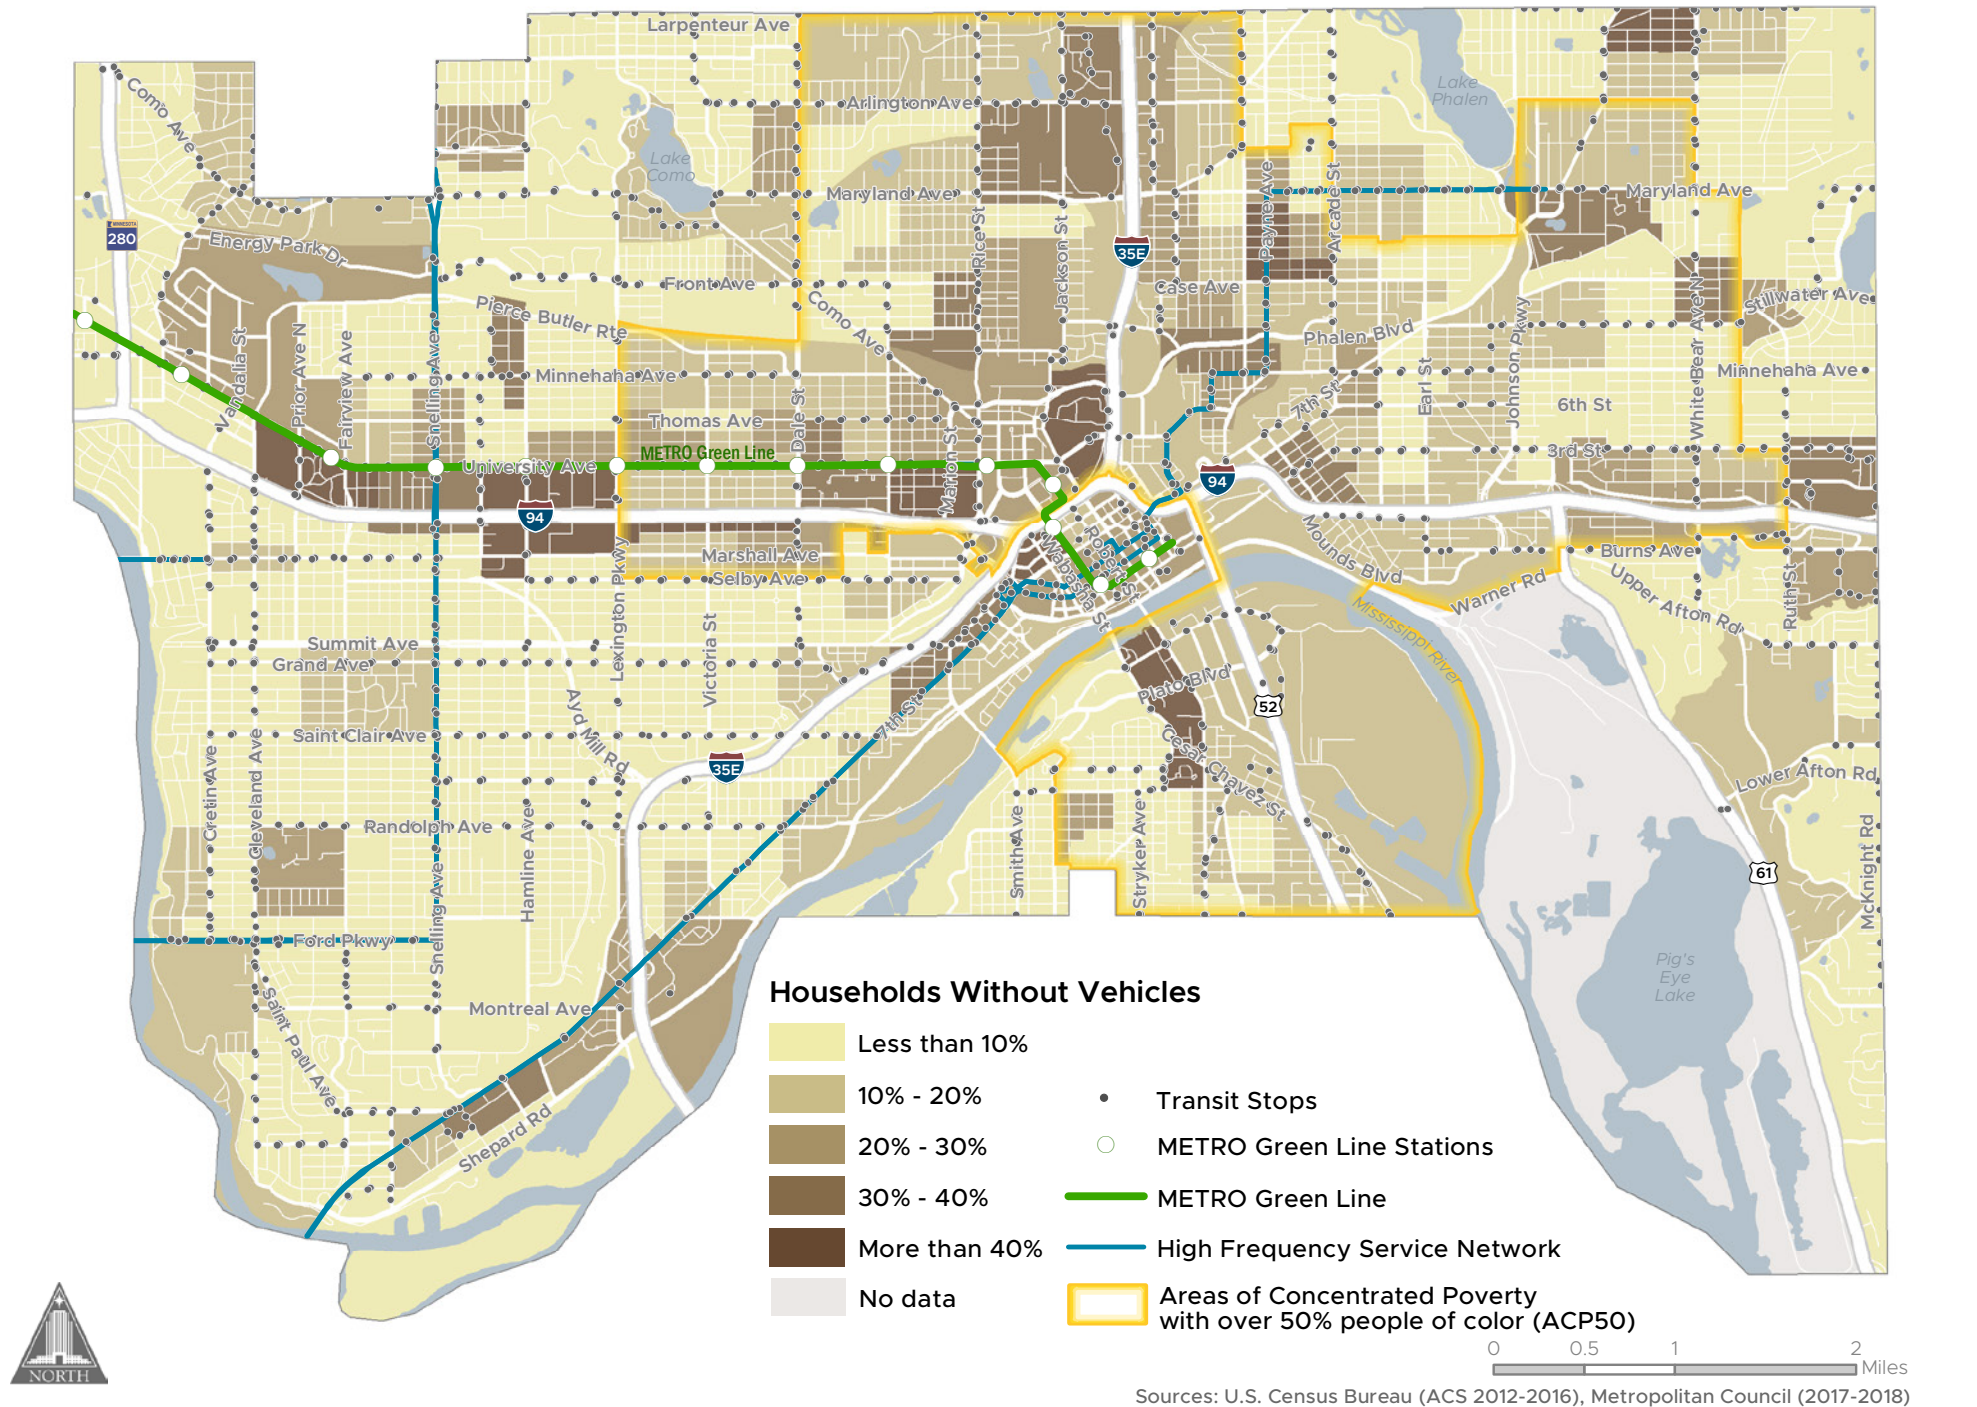 Larpenteur Ave
Como Ave
Lake
Phalen
Arlington Ave
Lake
Como
Maryland Ave
Maryland Ave
MINNESOTA
280
Energy Park Dr
Rice St
Jackson St
35E
Payne Ave
Arcade St
Front Ave
Case Ave
Stillwater Ave
Pierce Butler Rte
Como Ave
Phalen Blvd
Vandalia St
Prior Ave N
Fairview Ave
Snelling Ave
Minnehaha Ave
Earl St
Johnson Pkwy
White Bear Ave N
Minnehaha Ave
Thomas Ave
Dale St
7th St
6th St
METRO Green Line
University Ave
Marion St
3rd St
94
94
Marshall Ave
Selby Ave
Lexington Pkwy
Wabasha St
Robert St
Mounds Blvd
Burns Ave
Warner Rd
Upper Afton Rd
Ruth St
Mississippi River
Summit Ave
Grand Ave
Victoria St
Ayd Mill Rd
Plato Blvd
52
7th St
Saint Clair Ave
Cesar Chavez St
35E
Lower Afton Rd
Cretin Ave
Cleveland Ave
Randolph Ave
Hamline Ave
Snelling Ave
Smith Ave
Stryker Ave
61
McKnight Rd
Ford Pkwy
Pig's
Eye
Lake
Saint Paul Ave
Montreal Ave
Shepard Rd
Households Without Vehicles
Less than 10%
10% - 20%
20% - 30%
30% - 40%
More than 40%
No data
Transit Stops
METRO Green Line Stations
METRO Green Line
High Frequency Service Network
Areas of Concentrated Poverty
with over 50% people of color (ACP50)
NORTH
0 0.5 1 2
Miles
Sources: U.S. Census Bureau (ACS 2012-2016), Metropolitan Council (2017-2018)